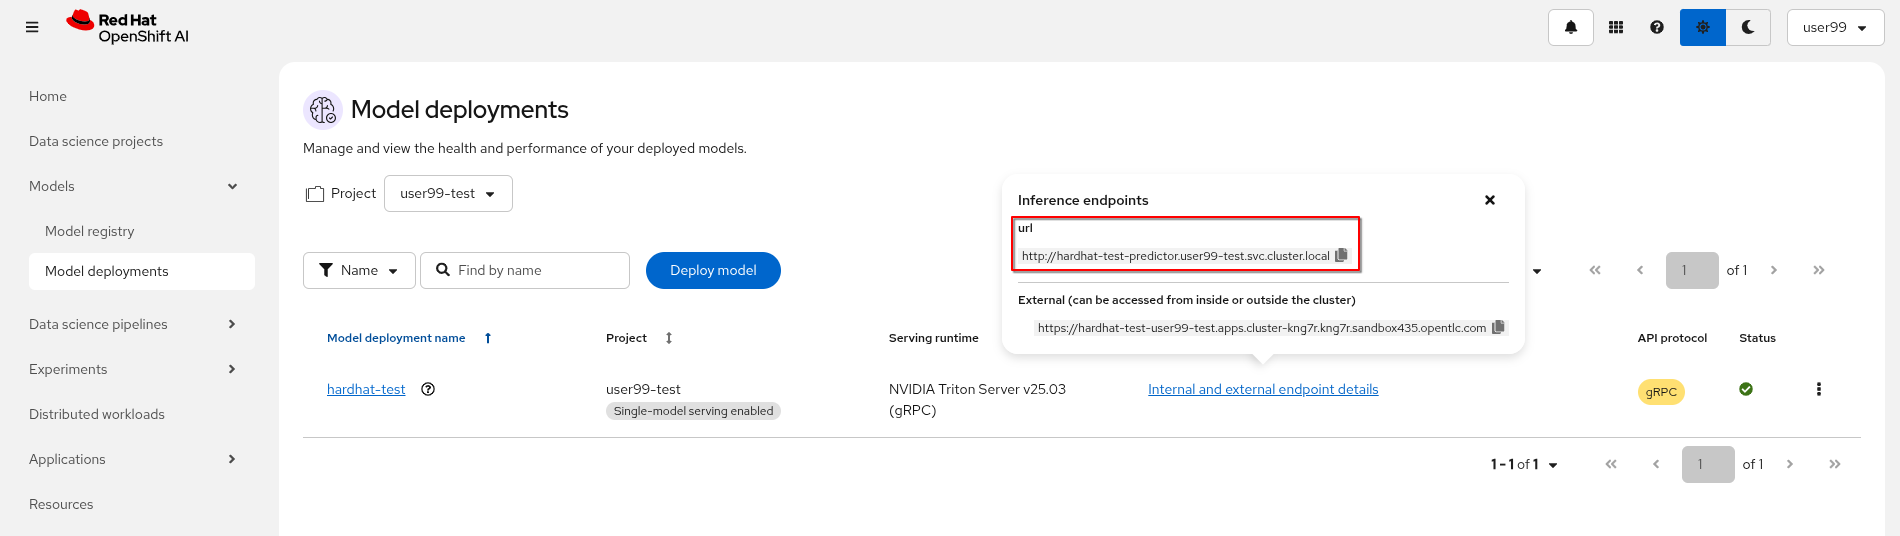 Red Hat
OpenShift AI
user99
Home
Data science projects
Models
Model registry
Model deployments
Data science pipelines
Experiments
Distributed workloads
Applications
Resources
Model deployments
Manage and view the health and performance of your deployed models.
Project user99-test
Name Find by name Deploy model
1 of 1
Inference endpoints
url
http://hardhat-test-predictor.user99-test.svc.cluster.local
External (can be accessed from inside or outside the cluster)
https://hardhat-test-user99-test.apps.cluster-kng7r.kng7r.sandbox435.opentlc.com
Model deployment name Project Serving runtime API protocol Status
hardhat-test user99-test NVIDIA Triton Server v25.03 Internal and external endpoint details gRPC
Single-model serving enabled (gRPC)
1 - 1 of 1 1 of 1